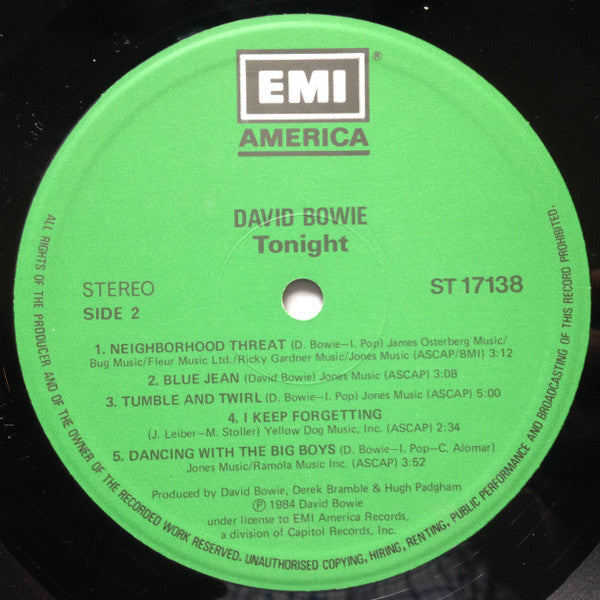 EMI®
AMERICA
DAVID BOWIE
Tonight
STEREO
SIDE 2
ST 17138
1. NEIGHBORHOOD THREAT (D. Bowie—I. Pop) James Osterberg Music/
Bug Music/Fleur Music Ltd./Ricky Gardner Music/Jones Music (ASCAP/BMI) 3:12
2. BLUE JEAN (David Bowie) Jones Music (ASCAP) 3:08
3. TUMBLE AND TWIRL (D. Bowie—I. Pop) Jones Music (ASCAP) 5:00
4. I KEEP FORGETTING
(J. Leiber—M. Stoller) Yellow Dog Music, Inc. (ASCAP) 2:34
5. DANCING WITH THE BIG BOYS (D. Bowie—I. Pop—C. Alomar)
Jones Music/Ramola Music Inc. (ASCAP) 3:52
Produced by David Bowie, Derek Bramble & Hugh Padgham
Ⓟ 1984 David Bowie
under license to EMI America Records,
a division of Capitol Records, Inc.
ALL RIGHTS OF THE PRODUCER AND OF THE OWNER OF THE RECORDED WORK RESERVED. UNAUTHORISED COPYING, HIRING, RENTING, PUBLIC PERFORMANCE AND BROADCASTING OF THIS RECORD PROHIBITED.